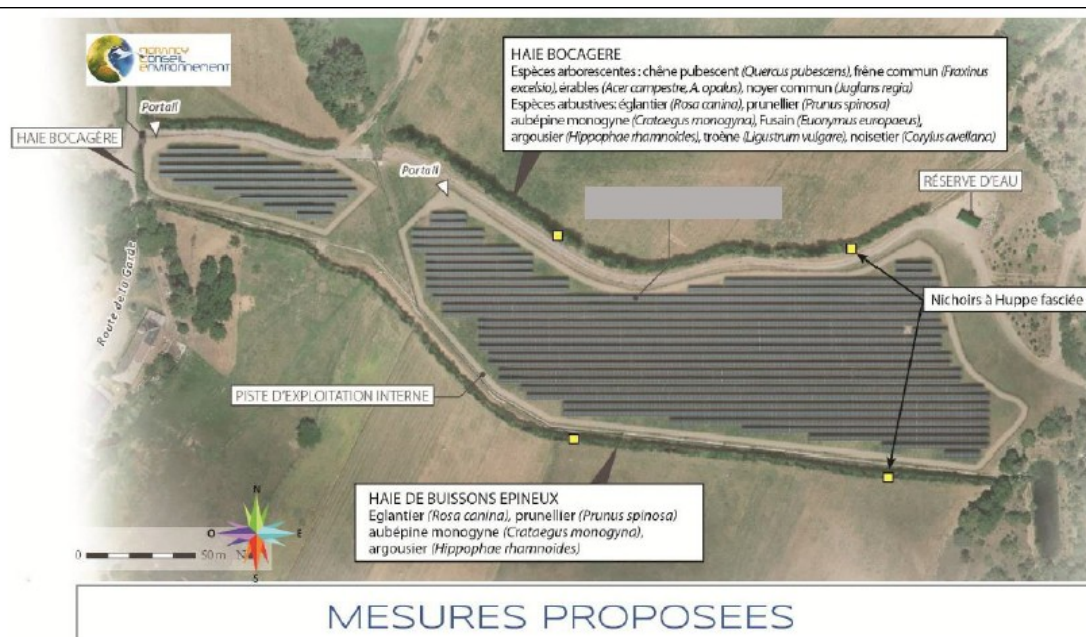 MORANCY
CONSEIL
ENVIRONNEMENT
HAIE BOCAGERE
Espèces arborescentes : chêne pubescent (Quercus pubescens), frêne commun (Fraxinus
excelsio), érables (Acer campestre, A. opalus), noyer commun (Juglans regia)
Espèces arbustives: églantier (Rosa canina), prunellier (Prunus spinosa)
aubépine monogyne (Crataegus monogyna), Fusain (Euonymus europaeus),
argousier (Hippophae rhamnoides), troène (Ligustrum vulgare), noisetier (Corylus avellana)
Portail
HAIE BOCAGÈRE
Portail
RÉSERVE D'EAU
Route de la Garde
Nichoirs à Huppe fasciée
PISTE D'EXPLOITATION INTERNE
HAIE DE BUISSONS EPINEUX
Eglantier (Rosa canina), prunellier (Prunus spinosa)
aubépine monogyne (Crataegus monogyna),
argousier (Hippophae rhamnoides)
N
O
E
S
0
50 m
N
MESURES PROPOSEES